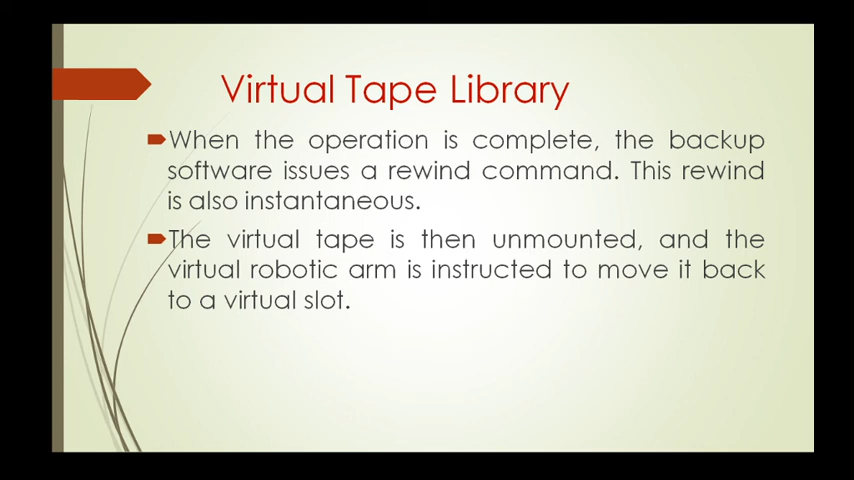 Virtual Tape Library
When the operation is complete, the backup
software issues a rewind command. This rewind
is also instantaneous.
The virtual tape is then unmounted, and the
virtual robotic arm is instructed to move it back
to a virtual slot.